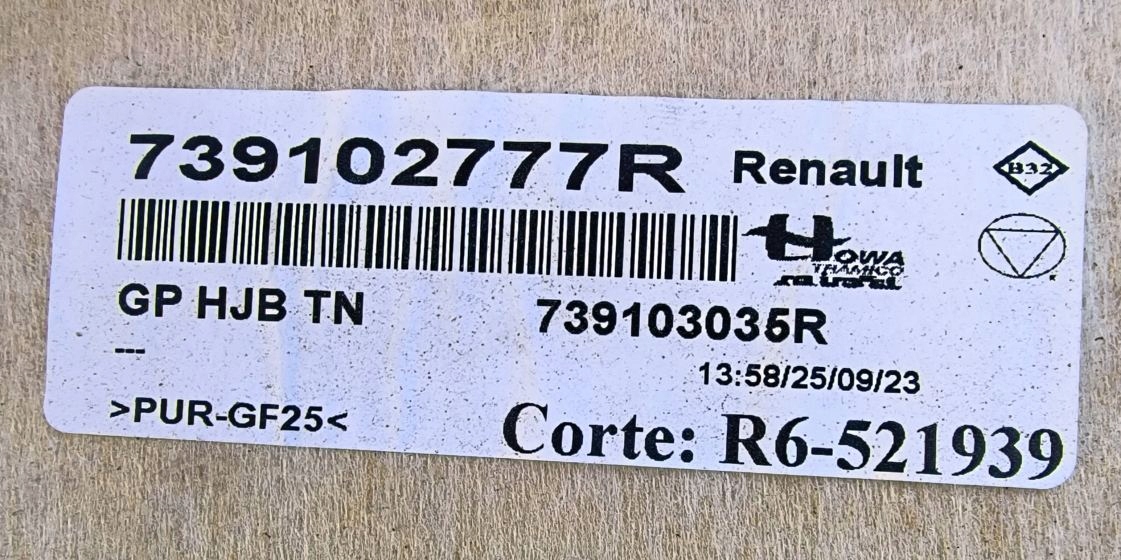 739102777R Renault B32
HOWA
TRAMICO
GP HJB TN 739103035R
---
13:58/25/09/23
>PUR-GF25<
Corte: R6-521939